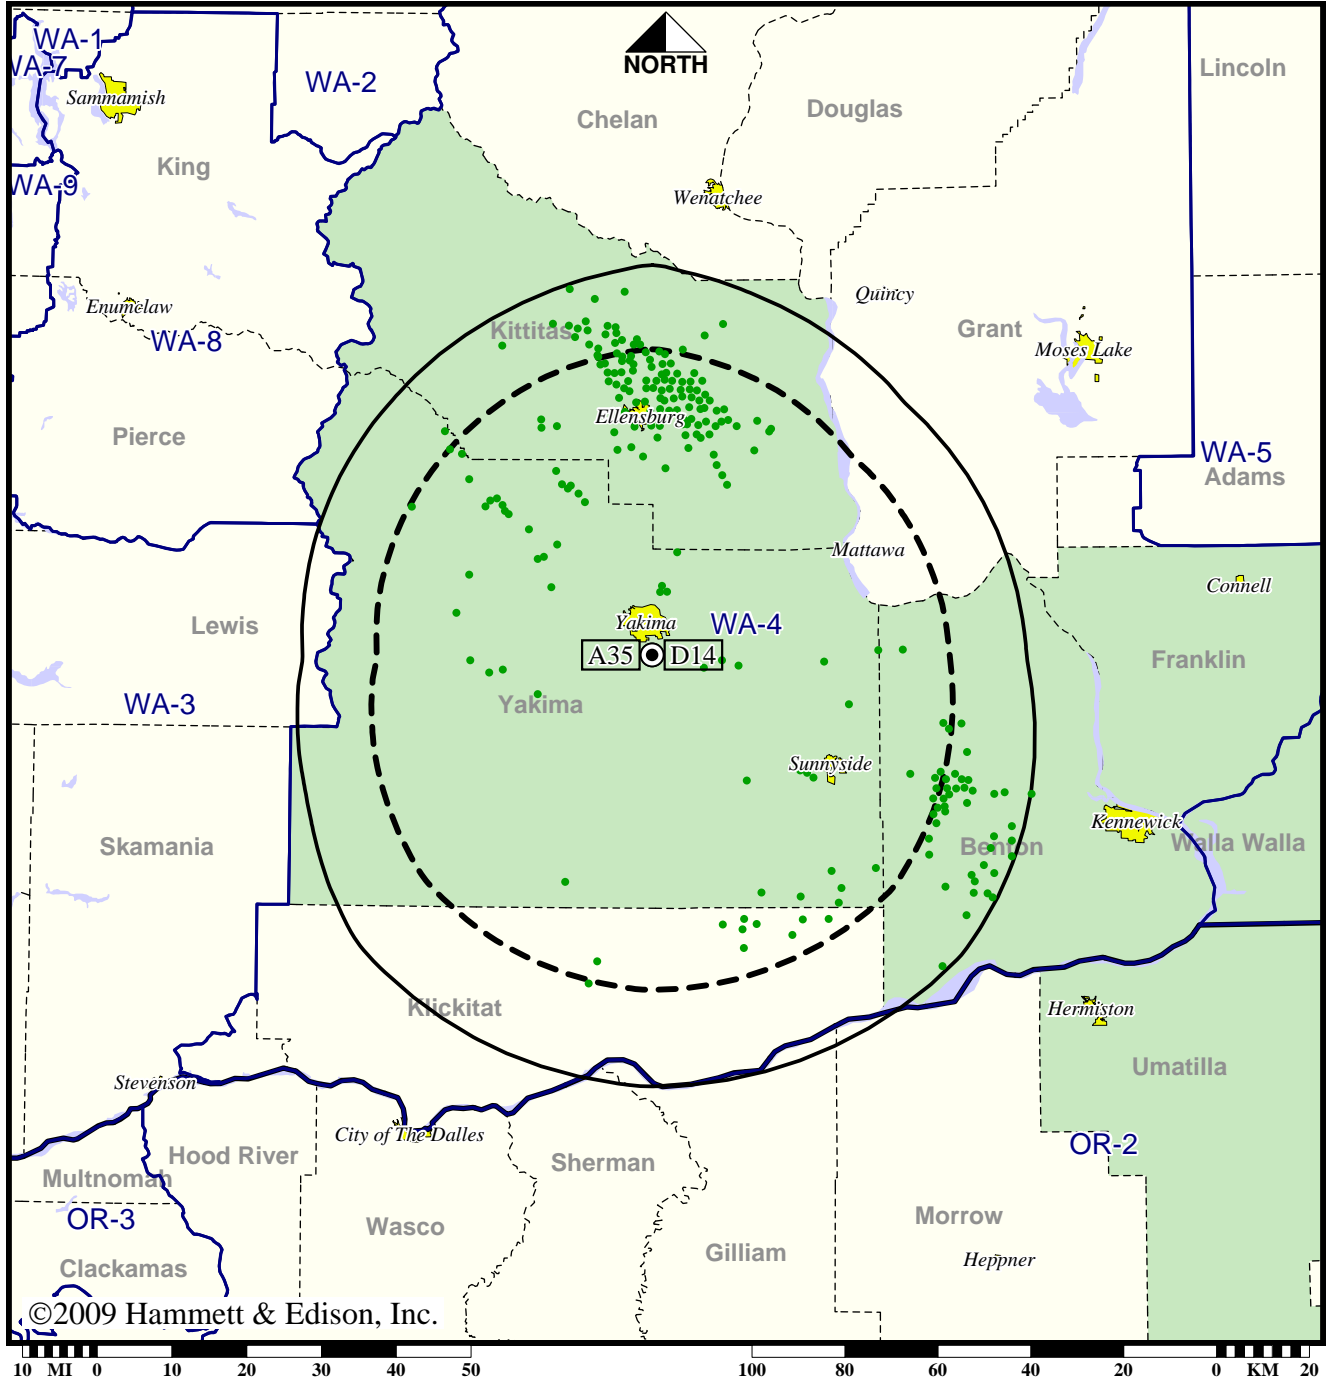 WA-1
WA-7
WA-2
NORTH
Lincoln
Sammamish
Chelan
Douglas
King
WA-9
Wenatchee
Enumclaw
Quincy
WA-8
Kittitas
Grant
Moses Lake
Ellensburg
Pierce
WA-5
Adams
Mattawa
Connell
Lewis
Yakima
WA-4
A35
D14
Franklin
WA-3
Yakima
Sunnyside
Kennewick
Skamania
Benton
Walla Walla
Klickitat
Hermiston
Umatilla
Stevenson
City of The Dalles
OR-2
Hood River
Sherman
Multnomah
OR-3
Wasco
Morrow
Gilliam
Heppner
Clackamas
©2009 Hammett & Edison, Inc.
10 MI 0 10 20 30 40 50 100 80 60 40 20 0 KM 20